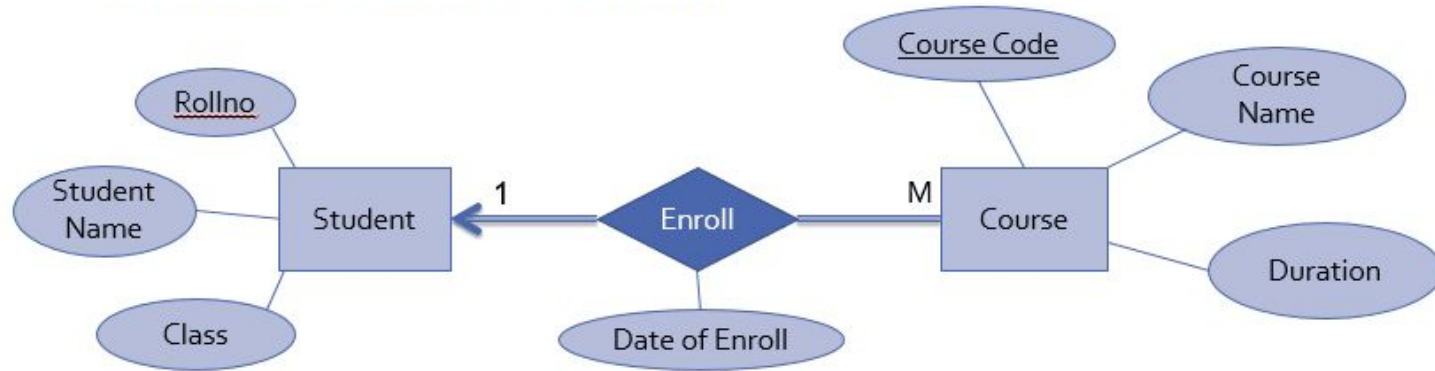 Course Code
Course
Name
Rollno
Student
Name
Student
1
Enroll
M
Course
Duration
Class
Date of Enroll